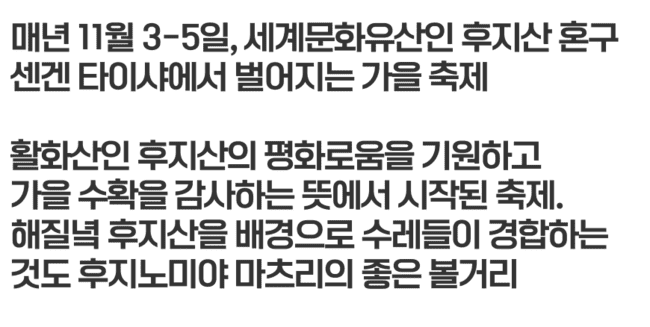 매년 11월 3-5일, 세계문화유산인 후지산 혼구
센겐 타이샤에서 벌어지는 가을 축제
활화산인 후지산의 평화로움을 기원하고
가을 수확을 감사하는 뜻에서 시작된 축제.
해질녘 후지산을 배경으로 수레들이 경합하는
것도 후지노미야 마츠리의 좋은 볼거리